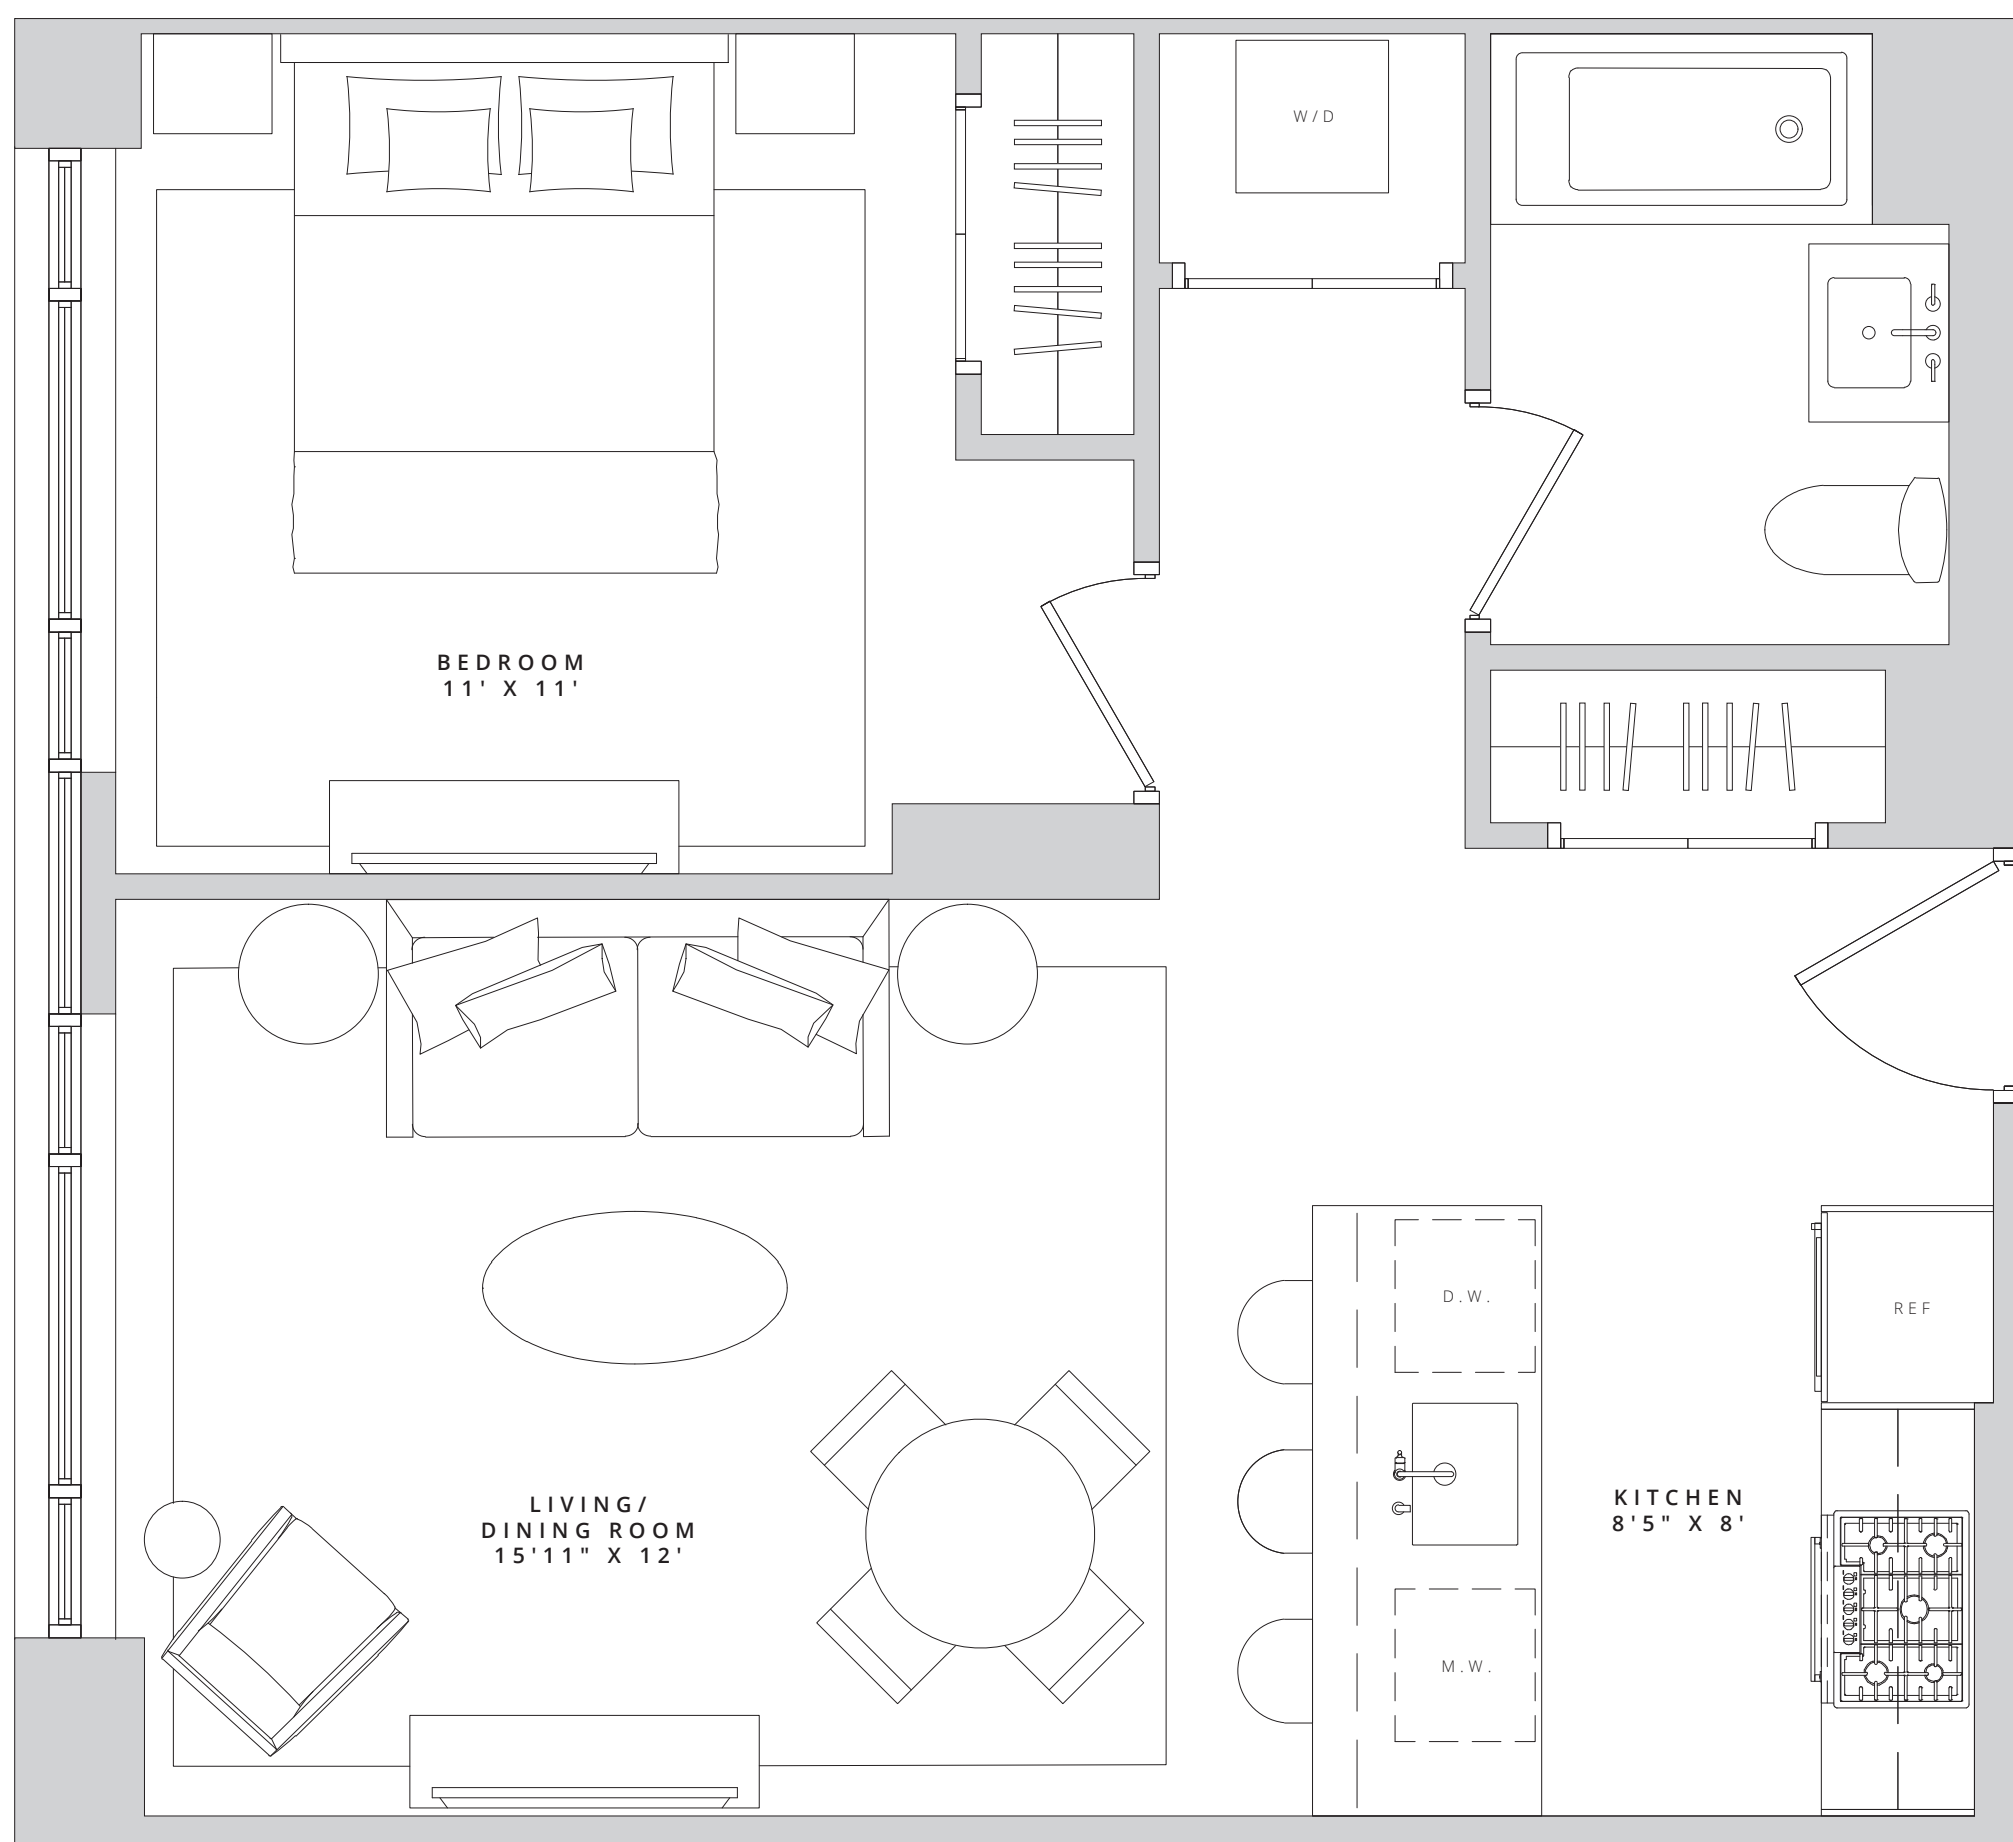 W/D
BEDROOM
11' X 11'
D.W.
REF
LIVING/
DINING ROOM
15'11" X 12'
KITCHEN
8'5" X 8'
M.W.